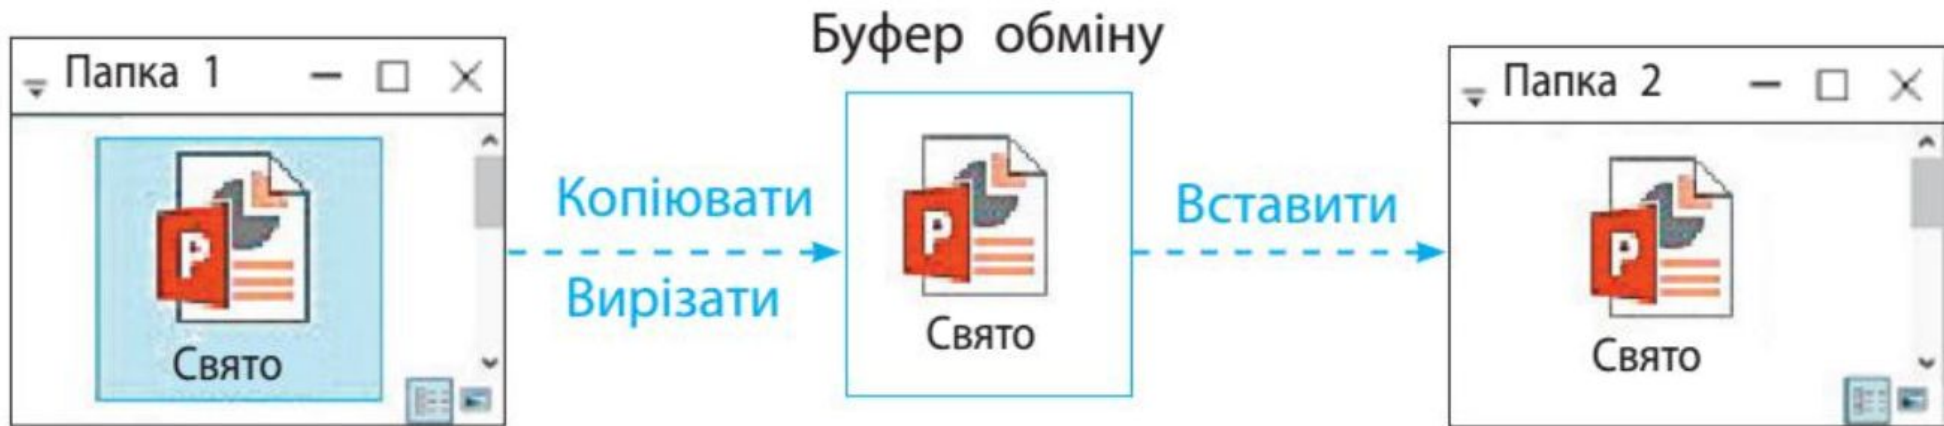 Буфер обміну
Папка 1
Папка 2
Копіювати
Вирізати
Вставити
P
Свято
P
Свято
P
Свято